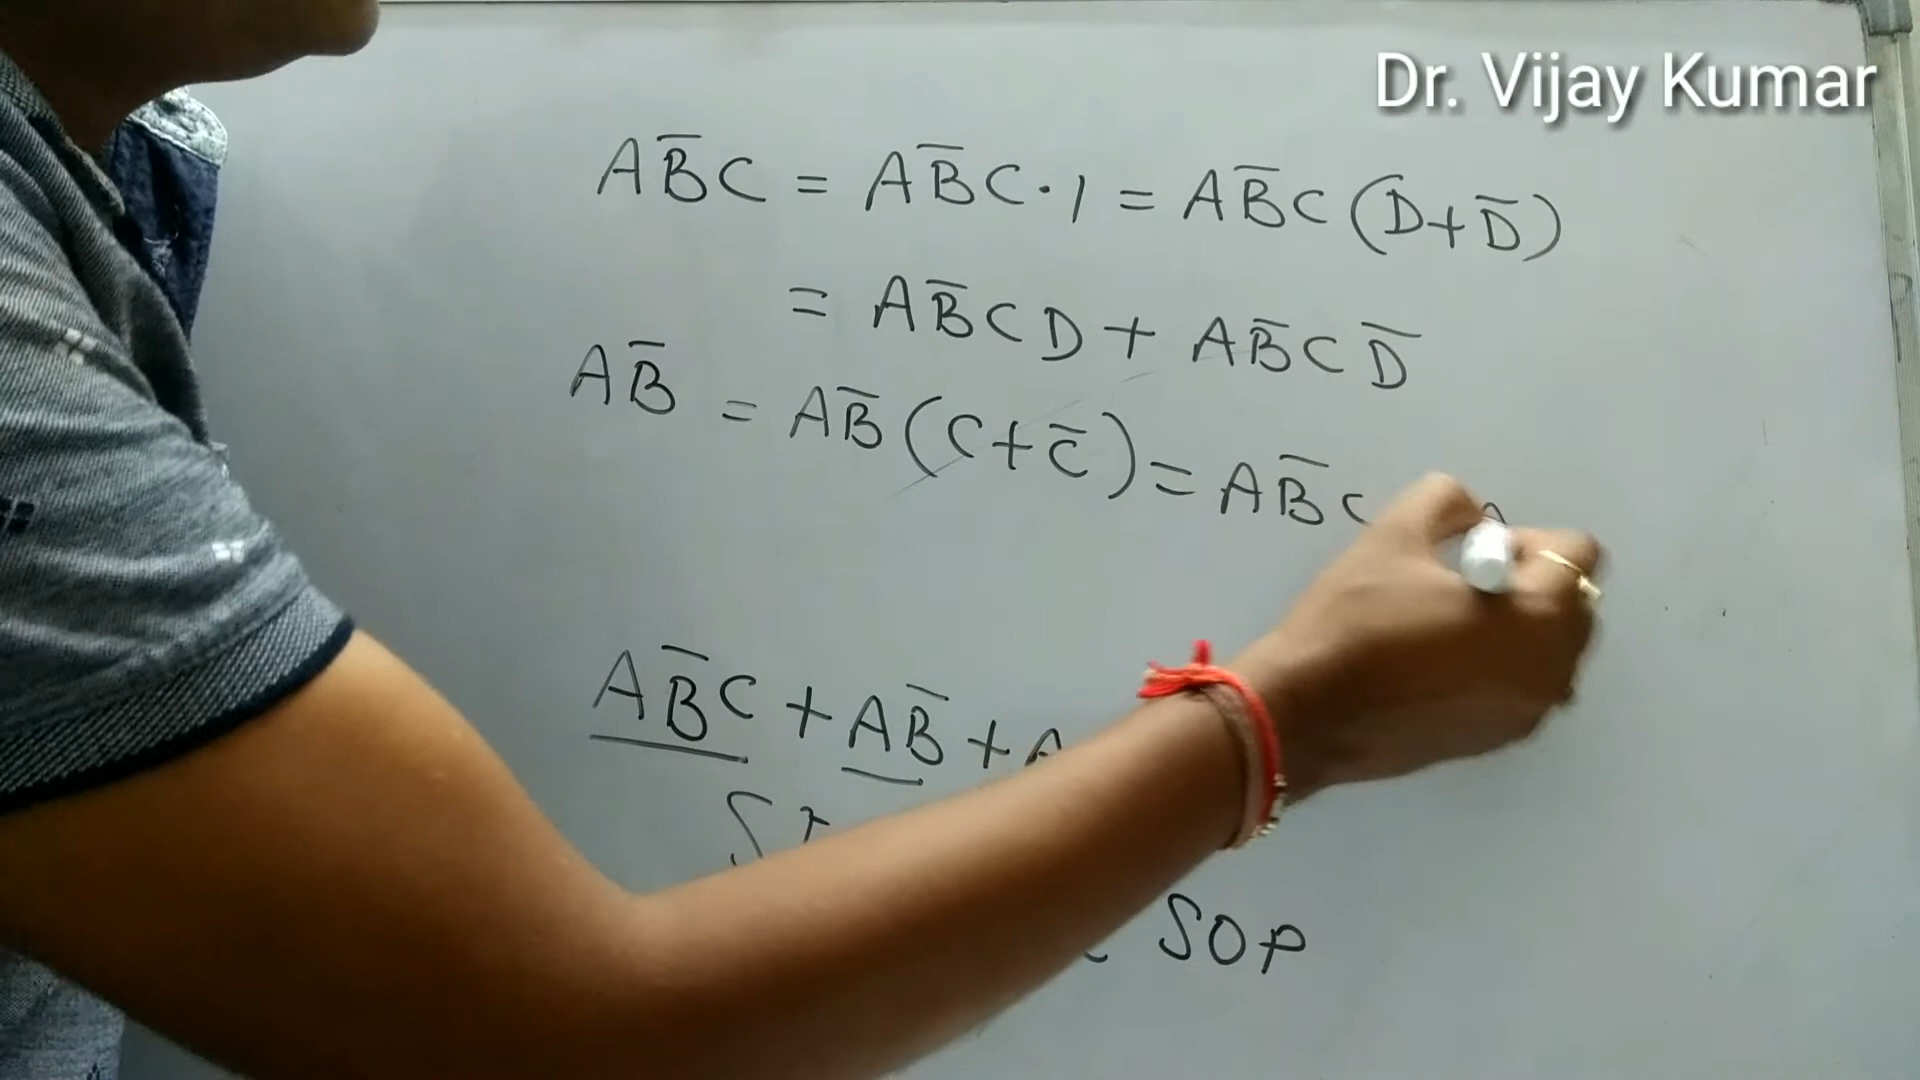 Dr. Vijay Kumar
AB̅C = AB̅C·1 = AB̅C(D+D̅)
= AB̅CD + AB̅CD̅
AB̅ = AB̅(C+C̅) = AB̅C
AB̅C + AB̅ + A
SOP